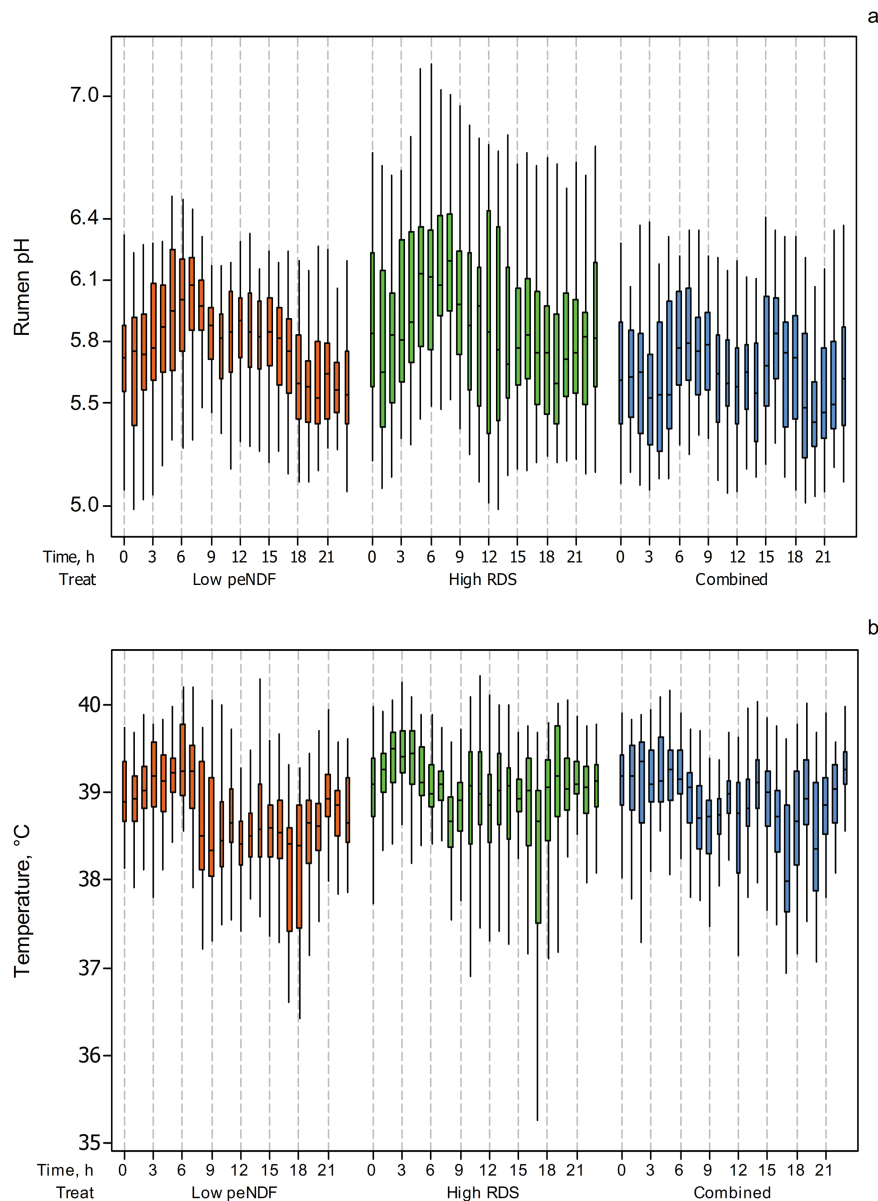 a
7.0
6.4
6.1
5.8
5.5
5.0
Rumen pH
Time, h 0 3 6 9 12 15 18 21 0 3 6 9 12 15 18 21 0 3 6 9 12 15 18 21
Treat Low peNDF High RDS Combined
b
40
39
38
37
36
35
Temperature, °C
Time, h 0 3 6 9 12 15 18 21 0 3 6 9 12 15 18 21 0 3 6 9 12 15 18 21
Treat Low peNDF High RDS Combined